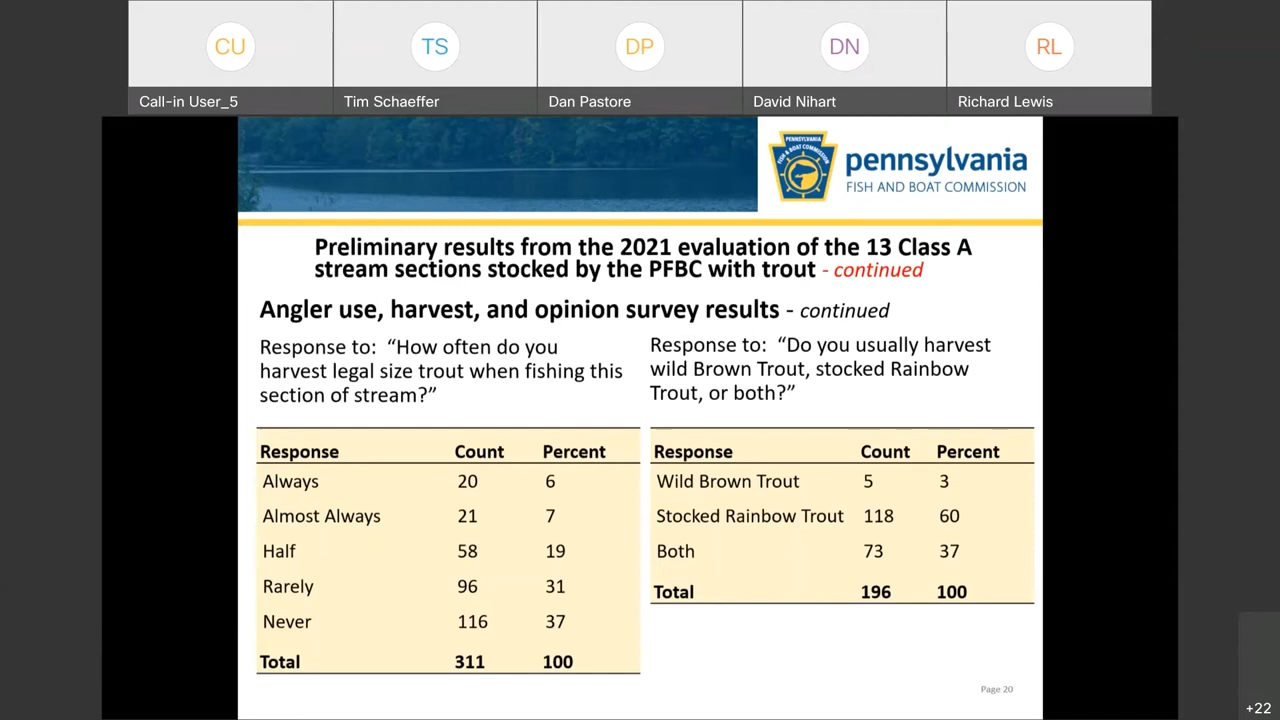 CU
TS
DP
DN
RL
Call-in User_5
Tim Schaeffer
Dan Pastore
David Nihart
Richard Lewis
PENNSYLVANIA
FISH & BOAT COMMISSION
pennsylvania
FISH AND BOAT COMMISSION
Preliminary results from the 2021 evaluation of the 13 Class A
stream sections stocked by the PFBC with trout - continued
Angler use, harvest, and opinion survey results - continued
Response to: “How often do you
harvest legal size trout when fishing this
section of stream?”
Response Count Percent
Always 20 6
Almost Always 21 7
Half 58 19
Rarely 96 31
Never 116 37
Total 311 100
Response to: “Do you usually harvest
wild Brown Trout, stocked Rainbow
Trout, or both?”
Response Count Percent
Wild Brown Trout 5 3
Stocked Rainbow Trout 118 60
Both 73 37
Total 196 100
Page 20
+22